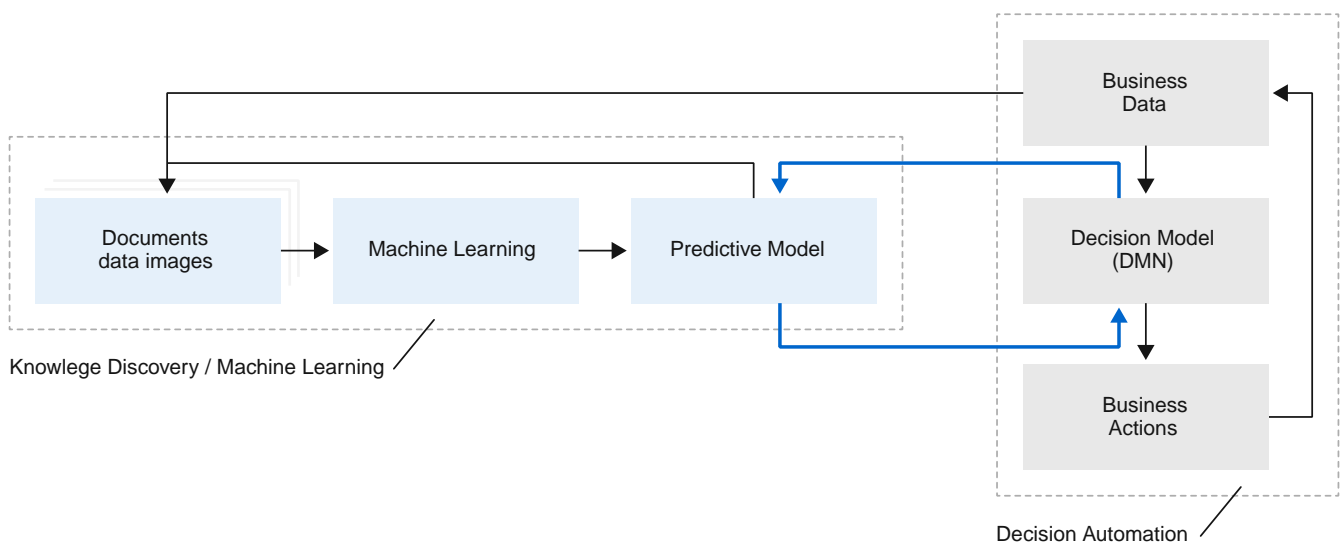 Business
Data
Documents
data images
Machine Learning
Predictive Model
Decision Model
(DMN)
Knowlege Discovery / Machine Learning
Business
Actions
Decision Automation